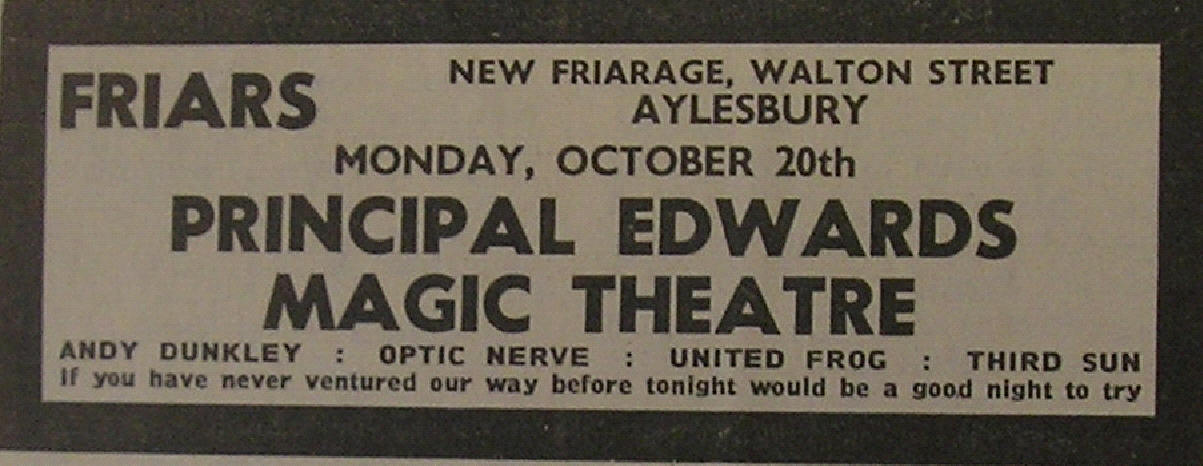 FRIARS
NEW FRIARAGE, WALTON STREET
AYLESBURY
MONDAY, OCTOBER 20th
PRINCIPAL EDWARDS
MAGIC THEATRE
ANDY DUNKLEY : OPTIC NERVE : UNITED FROG : THIRD SUN
If you have never ventured our way before tonight would be a good night to try